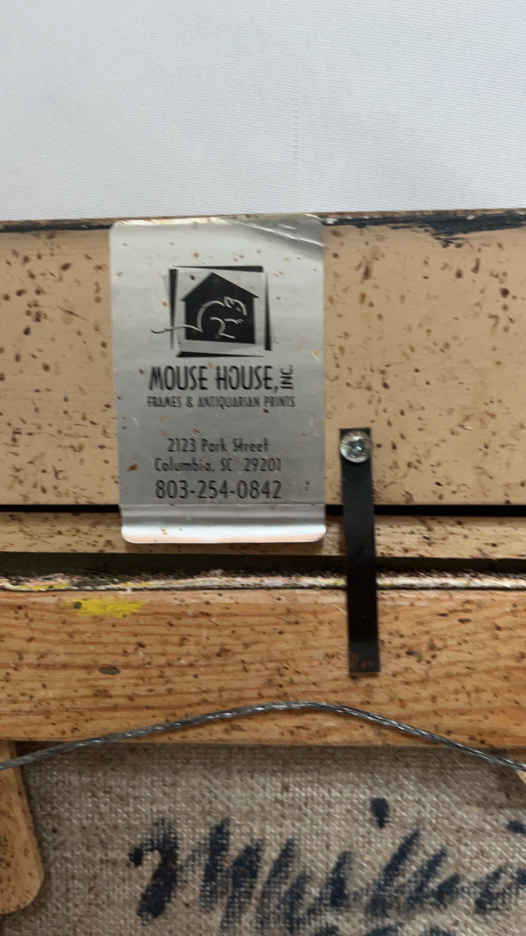 MOUSE HOUSE, INC
FRAMES & ANTIQUARIAN PRINTS
2123 Park Street
Columbia, SC 29201
803-254-0842